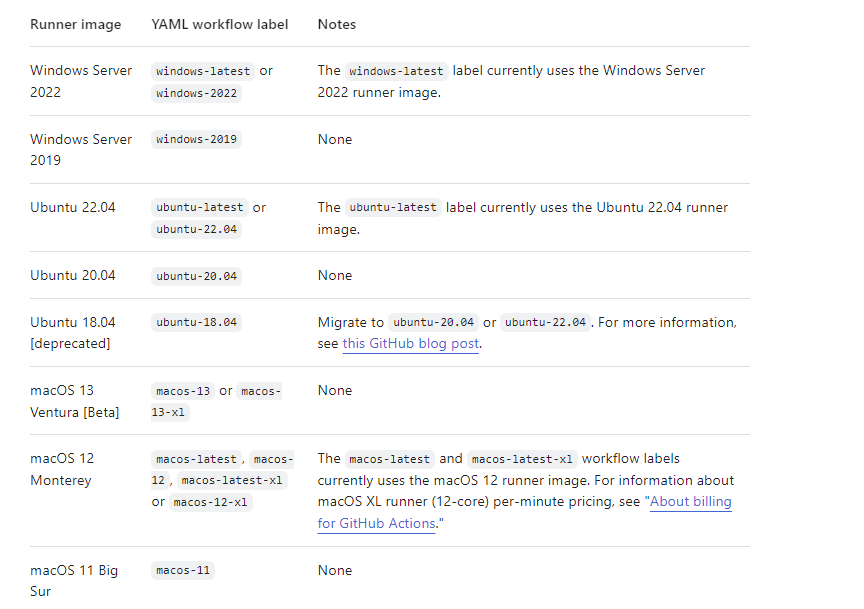 Runner image YAML workflow label Notes
Windows Server windows-latest or The windows-latest label currently uses the Windows Server
2022 windows-2022 2022 runner image.
Windows Server windows-2019 None
2019
Ubuntu 22.04 ubuntu-latest or The ubuntu-latest label currently uses the Ubuntu 22.04 runner
ubuntu-22.04 image.
Ubuntu 20.04 ubuntu-20.04 None
Ubuntu 18.04 ubuntu-18.04 Migrate to ubuntu-20.04 or ubuntu-22.04. For more information,
[deprecated] see this GitHub blog post.
macOS 13 macos-13 or macos- None
Ventura [Beta] 13-xl
macOS 12 macos-latest, macos- The macos-latest and macos-latest-xl workflow labels
Monterey 12, macos-latest-xl currently uses the macOS 12 runner image. For information about
or macos-12-xl macOS XL runner (12-core) per-minute pricing, see "About billing
for GitHub Actions."
macOS 11 Big macos-11 None
Sur